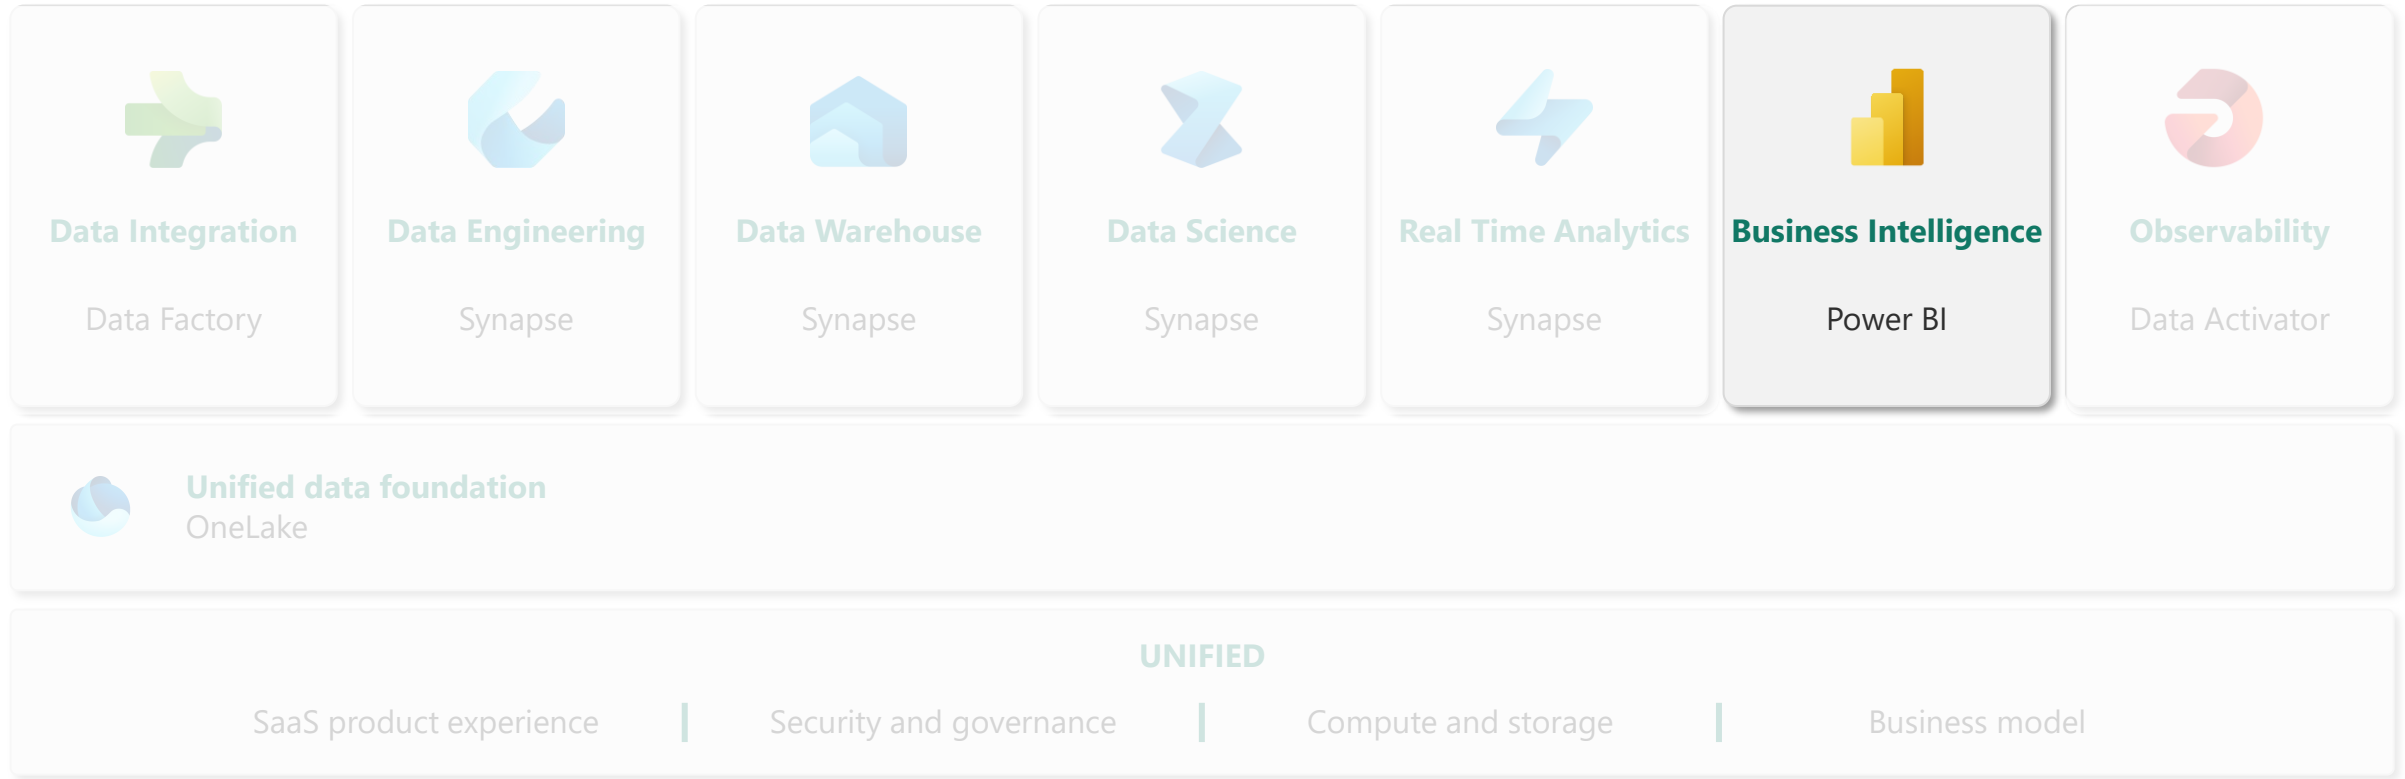 Data Integration
Data Factory
Data Engineering
Synapse
Data Warehouse
Synapse
Data Science
Synapse
Real Time Analytics
Synapse
Business Intelligence
Power BI
Observability
Data Activator
Unified data foundation
OneLake
UNIFIED
SaaS product experience
Security and governance
Compute and storage
Business model